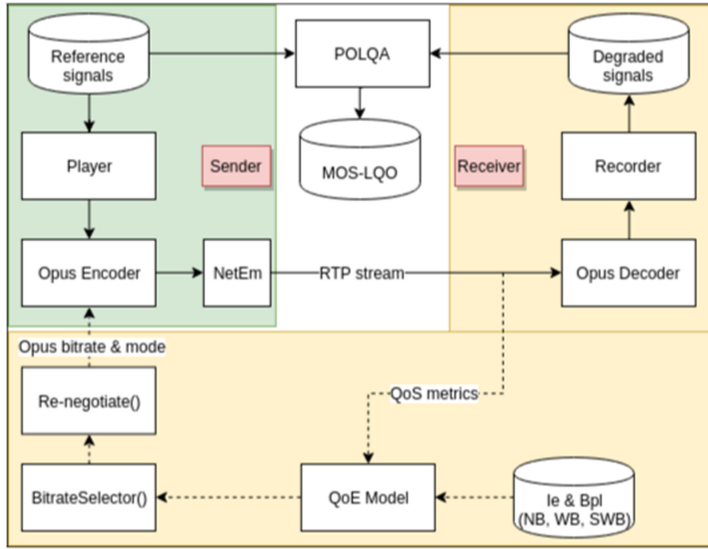 Reference
signals
POLQA
Degraded
signals
Player
Sender
MOS-LQO
Receiver
Recorder
Opus Encoder
NetEm
RTP stream
Opus Decoder
Opus bitrate & mode
Re-negotiate()
QoS metrics
BitrateSelector()
QoE Model
Ie & Bpl
(NB, WB, SWB)